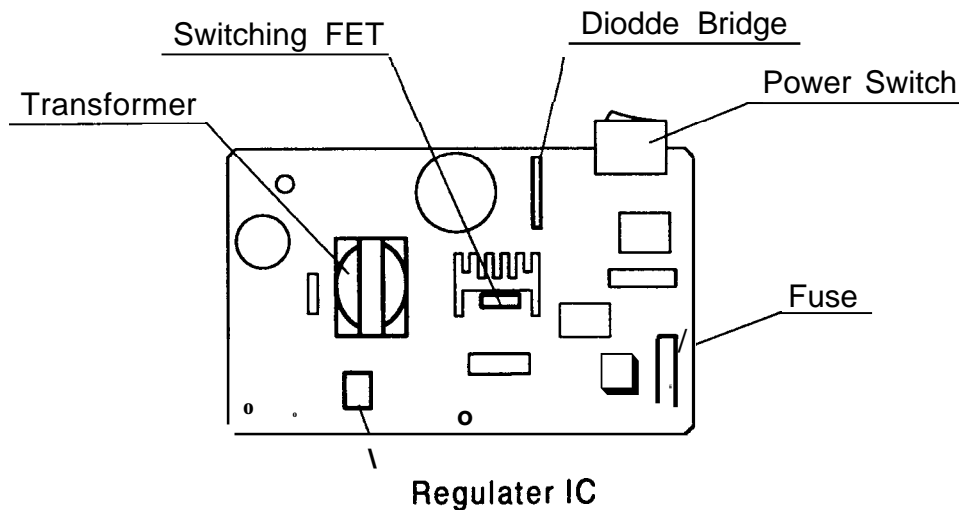 Switching FET
Diodde Bridge
Transformer
Power Switch
Fuse
Regulater IC